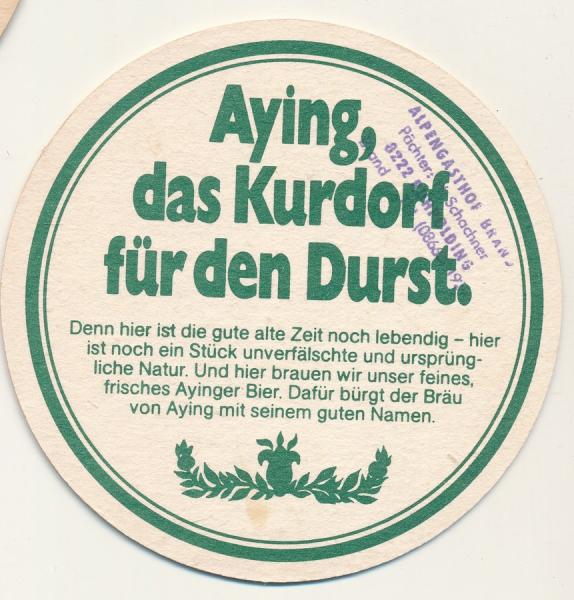 Aying,
das Kurdorf
für den Durst.
Denn hier ist die gute alte Zeit noch lebendig – hier
ist noch ein Stück unverfälschte und ursprüng-
liche Natur. Und hier brauen wir unser feines,
frisches Ayinger Bier. Dafür bürgt der Bräu
von Aying mit seinem guten Namen.
ALPENGASTHOF BRAND
Pächter: Schachner
8222